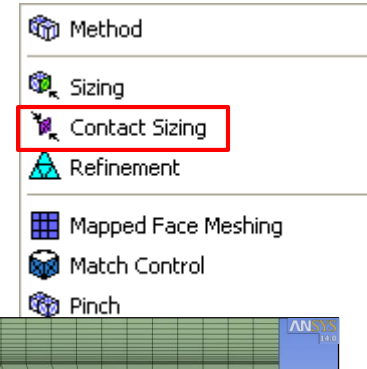 Method
Sizing
Contact Sizing
Refinement
Mapped Face Meshing
Match Control
Pinch
ANSYS
14.0